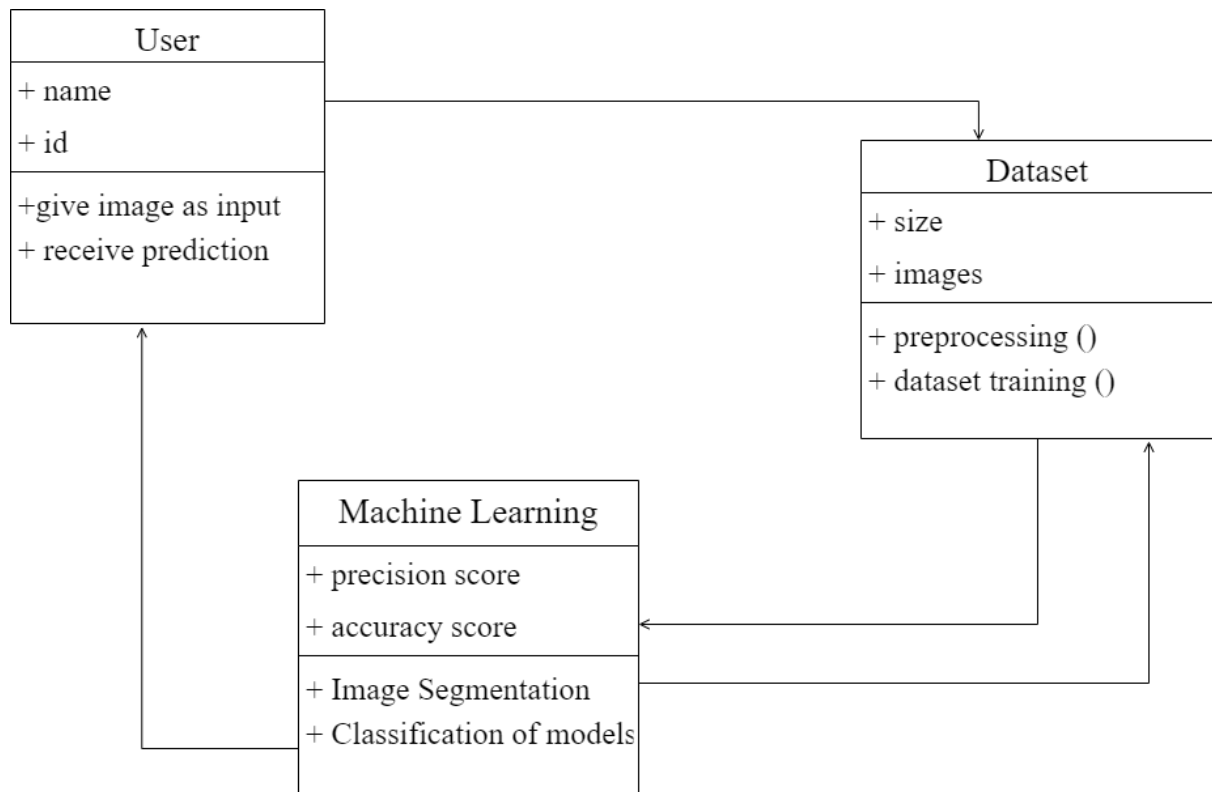 User
+ name
+ id
+give image as input
+ receive prediction
Dataset
+ size
+ images
+ preprocessing ()
+ dataset training ()
Machine Learning
+ precision score
+ accuracy score
+ Image Segmentation
+ Classification of models